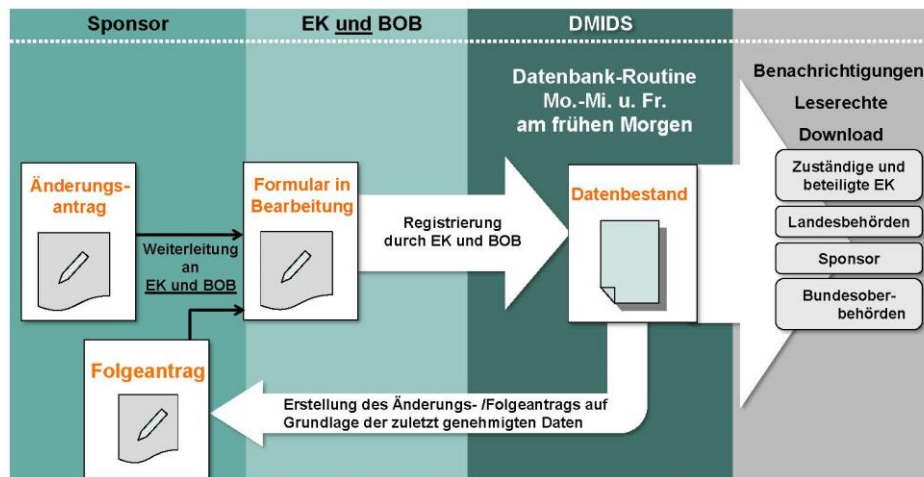 Sponsor
EK und BOB
DMIDS
Datenbank-Routine
Mo.-Mi. u. Fr.
am frühen Morgen
Benachrichtigungen
Leserechte
Download
Zuständige und
beteiligte EK
Landesbehörden
Sponsor
Bundesober-
behörden
Änderungs-
antrag
Weiterleitung
an
EK und BOB
Formular in
Bearbeitung
Registrierung
durch EK und BOB
Datenbestand
Folgeantrag
Erstellung des Änderungs- /Folgeantrags auf
Grundlage der zuletzt genehmigten Daten